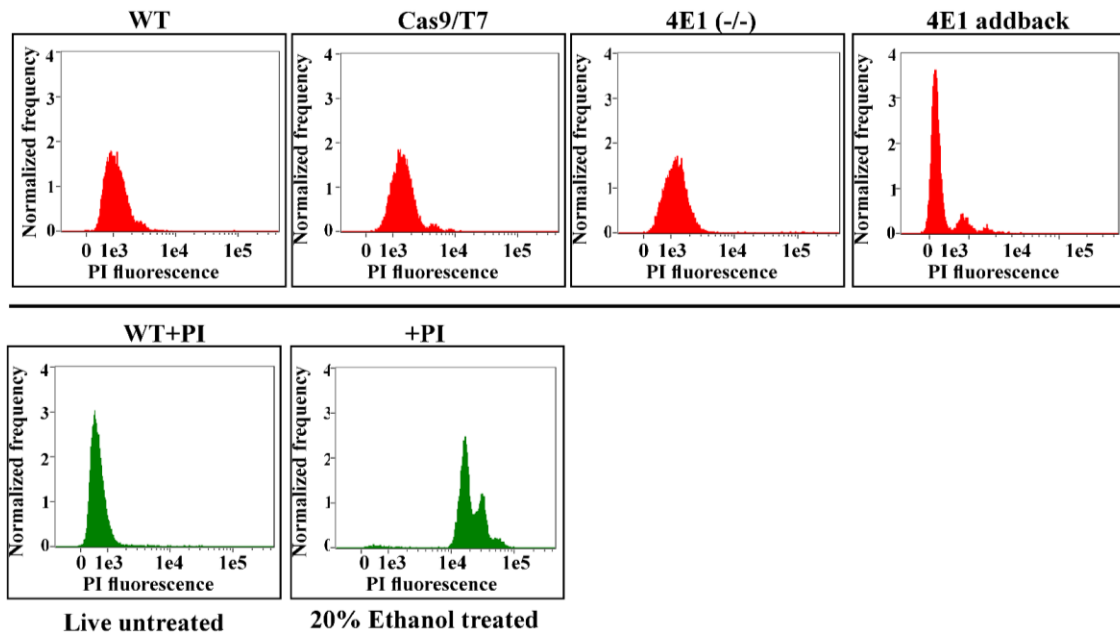 WT
Cas9/T7
4E1 (-/-)
4E1 addback
Normalized frequency
4
3
2
1
0
0 1e3 1e4 1e5
PI fluorescence
Normalized frequency
4
3
2
1
0
0 1e3 1e4 1e5
PI fluorescence
Normalized frequency
4
3
2
1
0
0 1e3 1e4 1e5
PI fluorescence
Normalized frequency
4
3
2
1
0
0 1e3 1e4 1e5
PI fluorescence
WT+PI
+PI
Normalized frequency
4
3
2
1
0
0 1e3 1e4 1e5
PI fluorescence
Normalized frequency
4
3
2
1
0 1e3 1e4 1e5
PI fluorescence
Live untreated
20% Ethanol treated